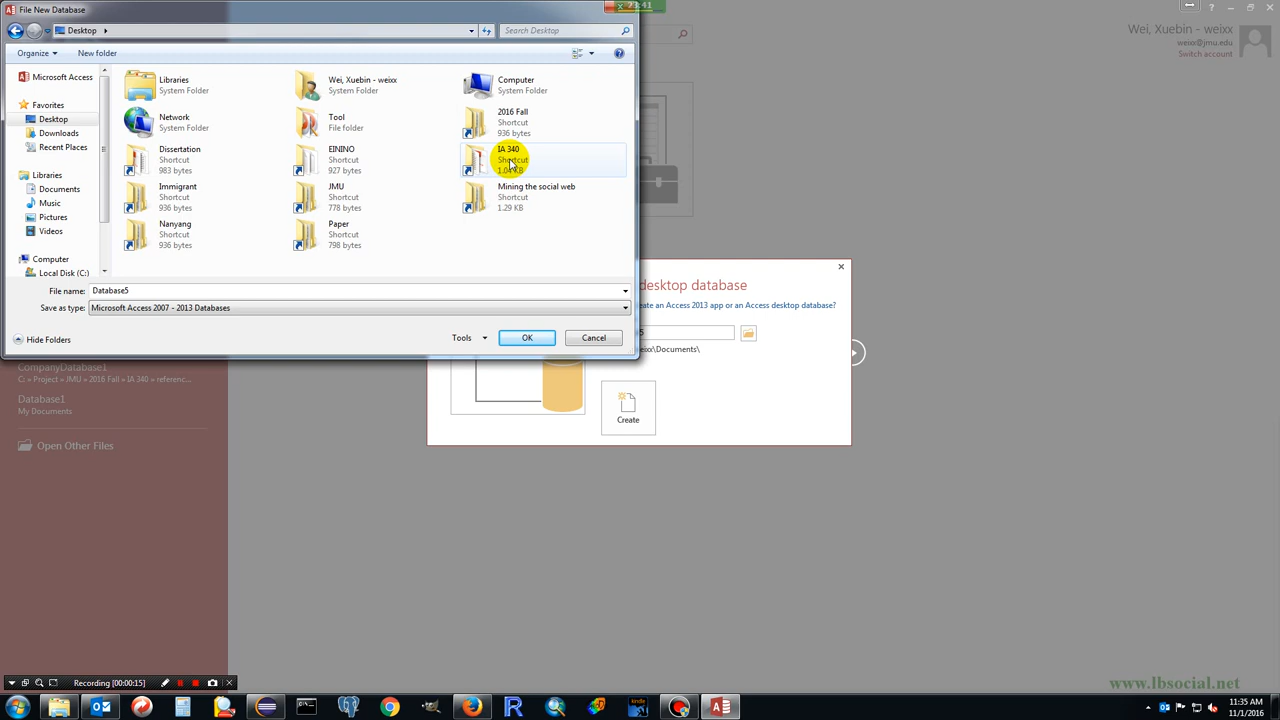 File New Database
23:41
Desktop
Search Desktop
Organize
New folder
Wei, Xuebin - weixx
weixx@jmu.edu
Switch account
Microsoft Access
Favorites
Desktop
Downloads
Recent Places
Libraries
Documents
Music
Pictures
Videos
Computer
Local Disk (C:)
Libraries
System Folder
Wei, Xuebin - weixx
System Folder
Computer
System Folder
Network
System Folder
Tool
File folder
2016 Fall
Shortcut
936 bytes
Dissertation
Shortcut
983 bytes
EININO
Shortcut
927 bytes
IA 340
Shortcut
Immigrant
Shortcut
936 bytes
JMU
Shortcut
778 bytes
Mining the social web
Shortcut
1.29 KB
Nanyang
Shortcut
936 bytes
Paper
Shortcut
798 bytes
File name: Database5
Save as type: Microsoft Access 2007 - 2013 Databases
Hide Folders
Tools
OK
Cancel
desktop database
eate an Access 2013 app or an Access desktop database?
5
eixx\Documents\
Create
CompanyDatabase1
C: » Project » JMU » 2016 Fall » IA 340 » referenc...
Database1
My Documents
Open Other Files
Recording [00:00:15]
www.lbsocial.net
kindle
11:35 AM
11/1/2016